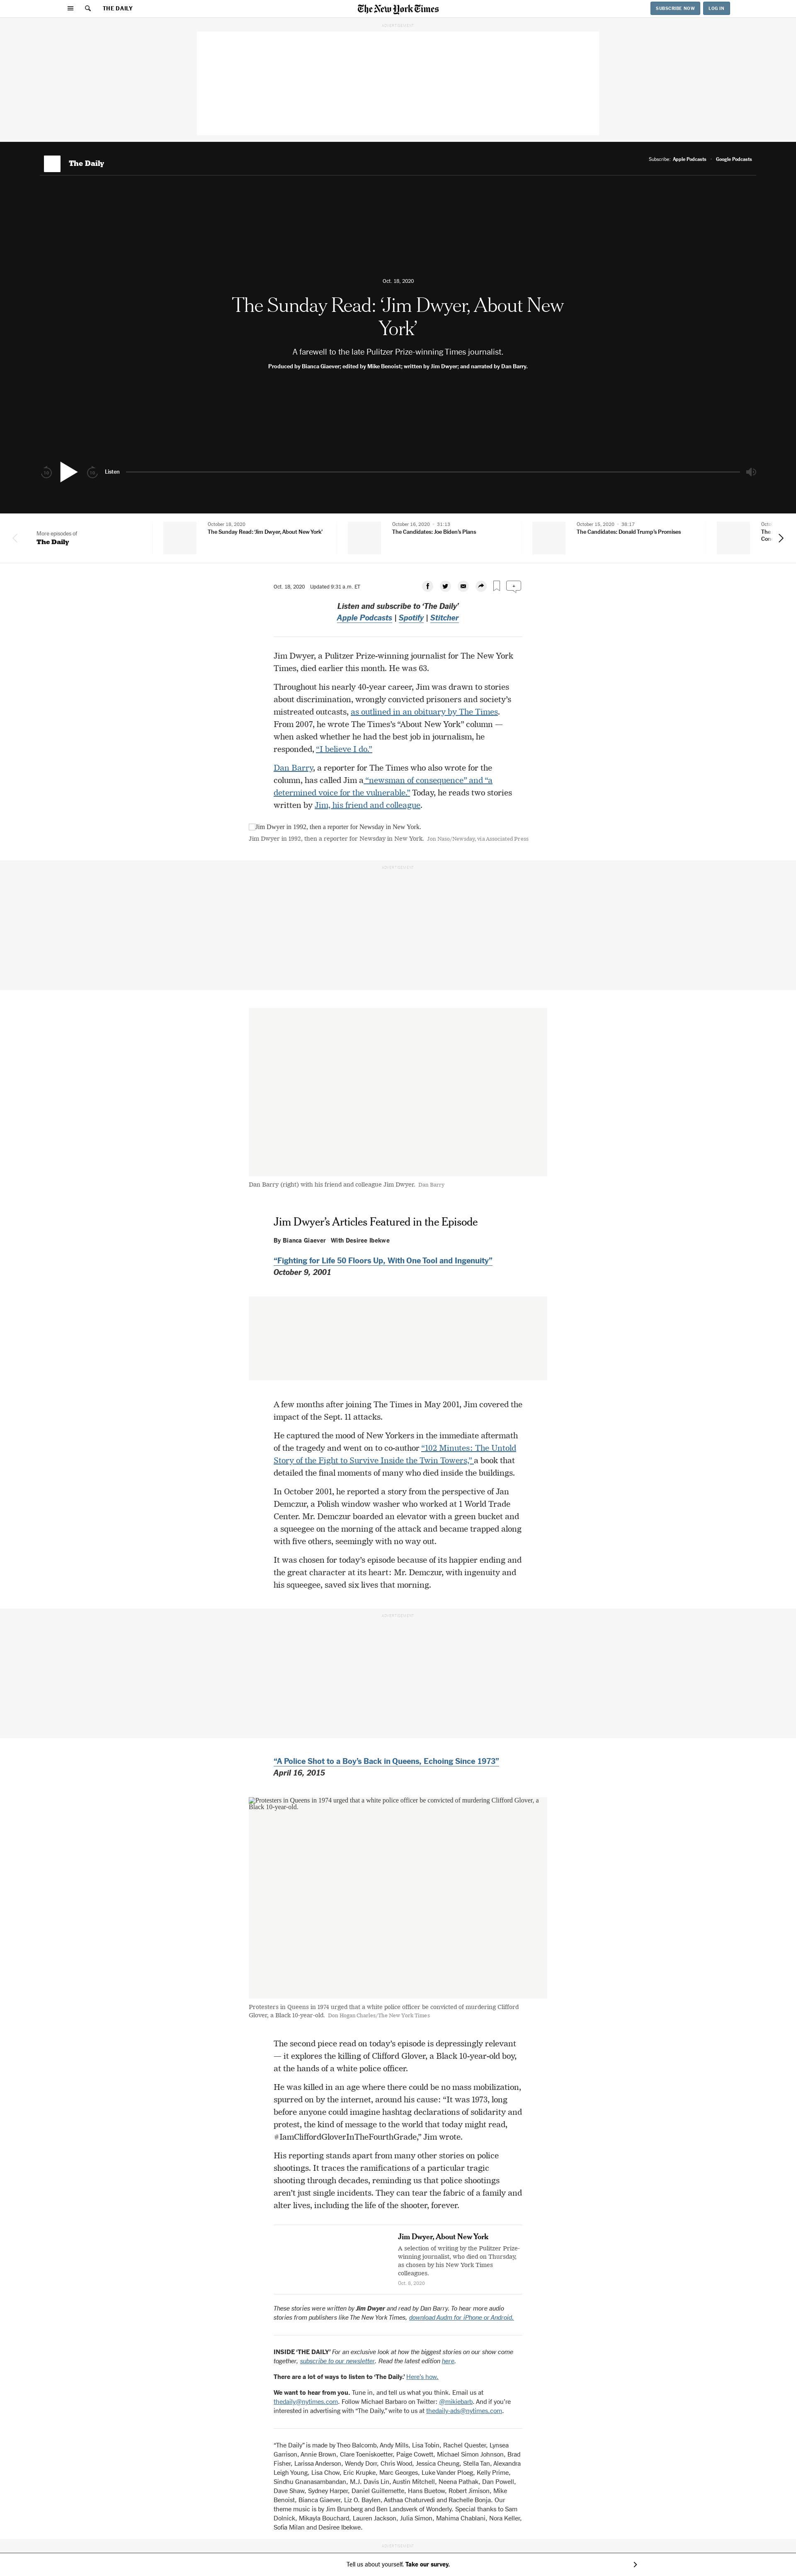 THE DAILY
The New York Times
SUBSCRIBE NOW
LOG IN
ADVERTISEMENT
The Daily
Subscribe: Apple Podcasts · Google Podcasts
Oct. 18, 2020
The Sunday Read: ‘Jim Dwyer, About New
York’
A farewell to the late Pulitzer Prize-winning Times journalist.
Produced by Bianca Giaever; edited by Mike Benoist; written by Jim Dwyer; and narrated by Dan Barry.
Listen
More episodes of
The Daily
October 18, 2020
The Sunday Read: ‘Jim Dwyer, About New York’
October 16, 2020 · 31:13
The Candidates: Joe Biden’s Plans
October 15, 2020 · 36:17
The Candidates: Donald Trump’s Promises
Oct. 18, 2020 Updated 9:31 a.m. ET
Listen and subscribe to ‘The Daily’
Apple Podcasts | Spotify | Stitcher
Jim Dwyer, a Pulitzer Prize-winning journalist for The New York
Times, died earlier this month. He was 63.
Throughout his nearly 40-year career, Jim was drawn to stories
about discrimination, wrongly convicted prisoners and society’s
mistreated outcasts, as outlined in an obituary by The Times.
From 2007, he wrote The Times’s “About New York” column —
when asked whether he had the best job in journalism, he
responded, “I believe I do.”
Dan Barry, a reporter for The Times who also wrote for the
column, has called Jim a “newsman of consequence” and “a
determined voice for the vulnerable.” Today, he reads two stories
written by Jim, his friend and colleague.
Jim Dwyer in 1992, then a reporter for Newsday in New York.
Jim Dwyer in 1992, then a reporter for Newsday in New York. Jon Naso/Newsday, via Associated Press
ADVERTISEMENT
Dan Barry (right) with his friend and colleague Jim Dwyer. Dan Barry
Jim Dwyer’s Articles Featured in the Episode
By Bianca Giaever With Desiree Ibekwe
“Fighting for Life 50 Floors Up, With One Tool and Ingenuity”
October 9, 2001
A few months after joining The Times in May 2001, Jim covered the
impact of the Sept. 11 attacks.
He captured the mood of New Yorkers in the immediate aftermath
of the tragedy and went on to co-author “102 Minutes: The Untold
Story of the Fight to Survive Inside the Twin Towers,” a book that
detailed the final moments of many who died inside the buildings.
In October 2001, he reported a story from the perspective of Jan
Demczur, a Polish window washer who worked at 1 World Trade
Center. Mr. Demczur boarded an elevator with a green bucket and
a squeegee on the morning of the attack and became trapped along
with five others, seemingly with no way out.
It was chosen for today’s episode because of its happier ending and
the great character at its heart: Mr. Demczur, with ingenuity and
his squeegee, saved six lives that morning.
ADVERTISEMENT
“A Police Shot to a Boy’s Back in Queens, Echoing Since 1973”
April 16, 2015
Protesters in Queens in 1974 urged that a white police officer be convicted of murdering Clifford Glover, a
Black 10-year-old.
Protesters in Queens in 1974 urged that a white police officer be convicted of murdering Clifford
Glover, a Black 10-year-old. Don Hogan Charles/The New York Times
The second piece read on today’s episode is depressingly relevant
— it explores the killing of Clifford Glover, a Black 10-year-old boy,
at the hands of a white police officer.
He was killed in an age where there could be no mass mobilization,
spurred on by the internet, around his cause: “It was 1973, long
before anyone could imagine hashtag declarations of solidarity and
protest, the kind of message to the world that today might read,
#IamCliffordGloverInTheFourthGrade,” Jim wrote.
His reporting stands apart from many other stories on police
shootings. It traces the ramifications of a particular tragic
shooting through decades, reminding us that police shootings
aren’t just single incidents. They can tear the fabric of a family and
alter lives, including the life of the shooter, forever.
Jim Dwyer, About New York
A selection of writing by the Pulitzer Prize-
winning journalist, who died on Thursday,
as chosen by his New York Times
colleagues.
Oct. 8, 2020
These stories were written by Jim Dwyer and read by Dan Barry. To hear more audio
stories from publishers like The New York Times, download Audm for iPhone or Android.
INSIDE ‘THE DAILY’ For an exclusive look at how the biggest stories on our show come
together, subscribe to our newsletter. Read the latest edition here.
There are a lot of ways to listen to ‘The Daily.’ Here’s how.
We want to hear from you. Tune in, and tell us what you think. Email us at
thedaily@nytimes.com. Follow Michael Barbaro on Twitter: @mikiebarb. And if you’re
interested in advertising with “The Daily,” write to us at thedaily-ads@nytimes.com.
“The Daily” is made by Theo Balcomb, Andy Mills, Lisa Tobin, Rachel Quester, Lynsea
Garrison, Annie Brown, Clare Toeniskoetter, Paige Cowett, Michael Simon Johnson, Brad
Fisher, Larissa Anderson, Wendy Dorr, Chris Wood, Jessica Cheung, Stella Tan, Alexandra
Leigh Young, Lisa Chow, Eric Krupke, Marc Georges, Luke Vander Ploeg, Kelly Prime,
Sindhu Gnanasambandan, M.J. Davis Lin, Austin Mitchell, Neena Pathak, Dan Powell,
Dave Shaw, Sydney Harper, Daniel Guillemette, Hans Buetow, Robert Jimison, Mike
Benoist, Bianca Giaever, Liz O. Baylen, Asthaa Chaturvedi and Rachelle Bonja. Our
theme music is by Jim Brunberg and Ben Landsverk of Wonderly. Special thanks to Sam
Dolnick, Mikayla Bouchard, Lauren Jackson, Julia Simon, Mahima Chablani, Nora Keller,
Sofia Milan and Desiree Ibekwe.
ADVERTISEMENT
Tell us about yourself. Take our survey.